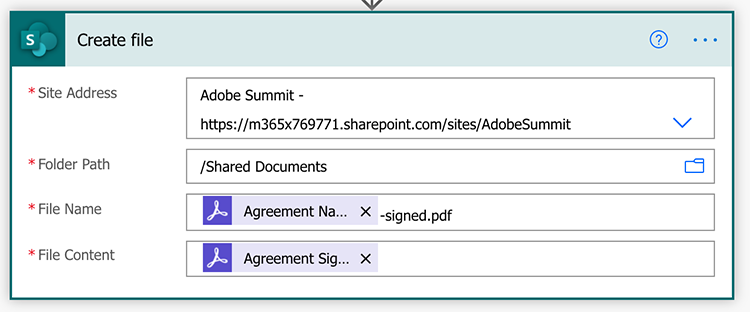 S
Create file
?
...
*Site Address
Adobe Summit -
https://m365x769771.sharepoint.com/sites/AdobeSummit
*Folder Path
/Shared Documents
*File Name
Agreement Na... × -signed.pdf
*File Content
Agreement Sig... ×